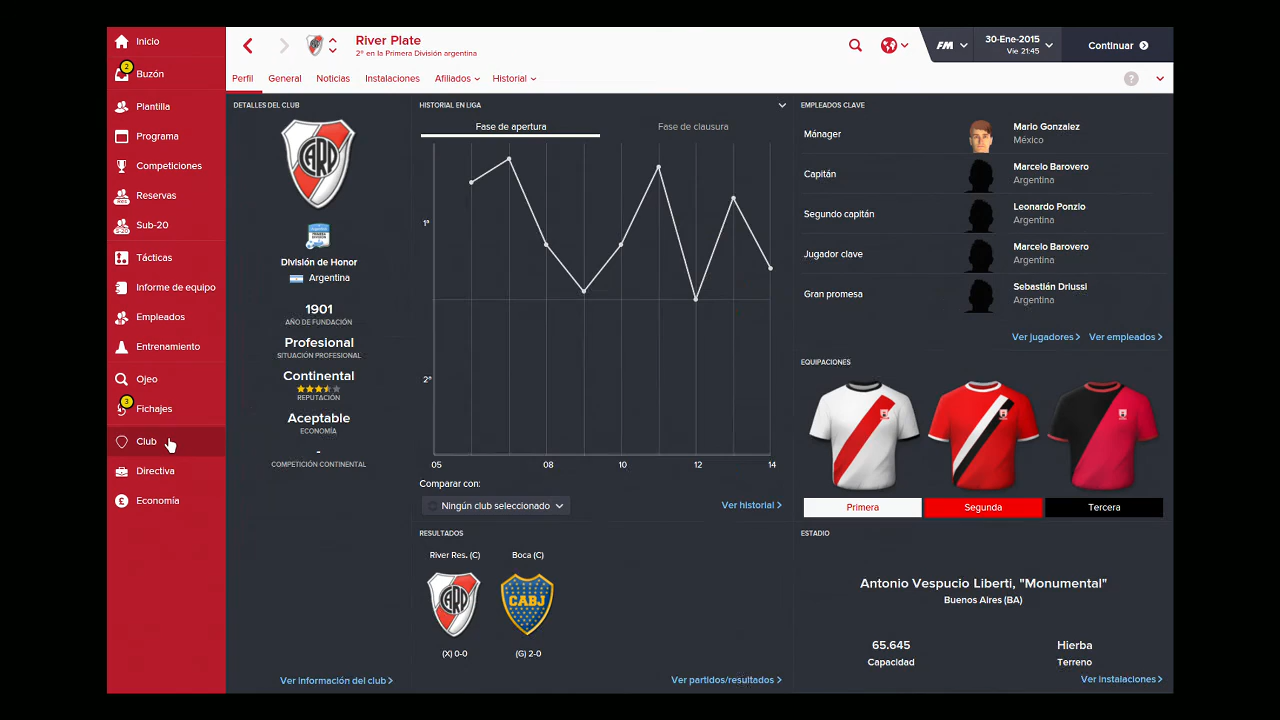 Inicio
2
Buzón
Plantilla
Programa
Competiciones
Reservas
Sub-20
Tácticas
Informe de equipo
Empleados
Entrenamiento
Ojeo
3
Fichajes
Club
Directiva
Economía
River Plate
2º en la Primera División argentina
FM
30-Ene-2015
Vie 21:45
Continuar
Perfil
General
Noticias
Instalaciones
Afiliados
Historial
?
DETALLES DEL CLUB
CARP
División de Honor
Argentina
1901
AÑO DE FUNDACIÓN
Profesional
SITUACIÓN PROFESIONAL
Continental
REPUTACIÓN
Aceptable
ECONOMÍA
-
COMPETICIÓN CONTINENTAL
Ver información del club
HISTORIAL EN LIGA
Fase de apertura
Fase de clausura
1ª
2ª
05 08 10 12 14
Comparar con:
Ningún club seleccionado
Ver historial
RESULTADOS
River Res. (C) Boca (C)
CARP CABJ
(X) 0-0 (G) 2-0
Ver partidos/resultados
EMPLEADOS CLAVE
Mánager
Mario Gonzalez
México
Capitán
Marcelo Barovero
Argentina
Segundo capitán
Leonardo Ponzio
Argentina
Jugador clave
Marcelo Barovero
Argentina
Gran promesa
Sebastián Driussi
Argentina
Ver jugadores
Ver empleados
EQUIPACIONES
Primera
Segunda
Tercera
ESTADIO
Antonio Vespucio Liberti, "Monumental"
Buenos Aires (BA)
65.645
Capacidad
Hierba
Terreno
Ver instalaciones